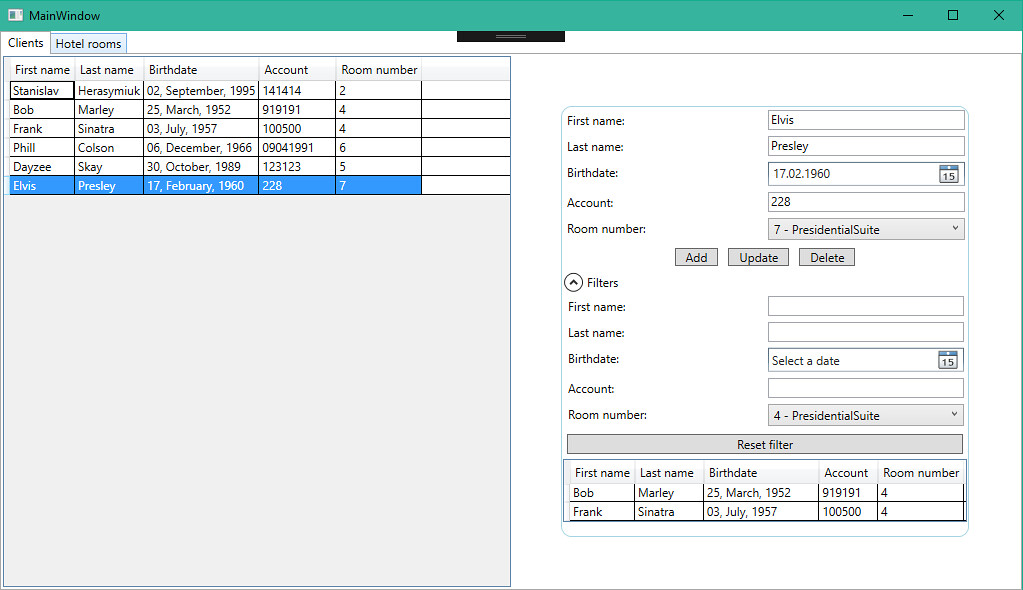 MainWindow
Clients Hotel rooms
First name Last name Birthdate Account Room number
Stanislav Herasymiuk 02, September, 1995 141414 2
Bob Marley 25, March, 1952 919191 4
Frank Sinatra 03, July, 1957 100500 4
Phill Colson 06, December, 1966 09041991 6
Dayzee Skay 30, October, 1989 123123 5
Elvis Presley 17, February, 1960 228 7
First name: Elvis
Last name: Presley
Birthdate: 17.02.1960 15
Account: 228
Room number: 7 - PresidentialSuite
Add Update Delete
Filters
First name:
Last name:
Birthdate: Select a date 15
Account:
Room number: 4 - PresidentialSuite
Reset filter
First name Last name Birthdate Account Room number
Bob Marley 25, March, 1952 919191 4
Frank Sinatra 03, July, 1957 100500 4